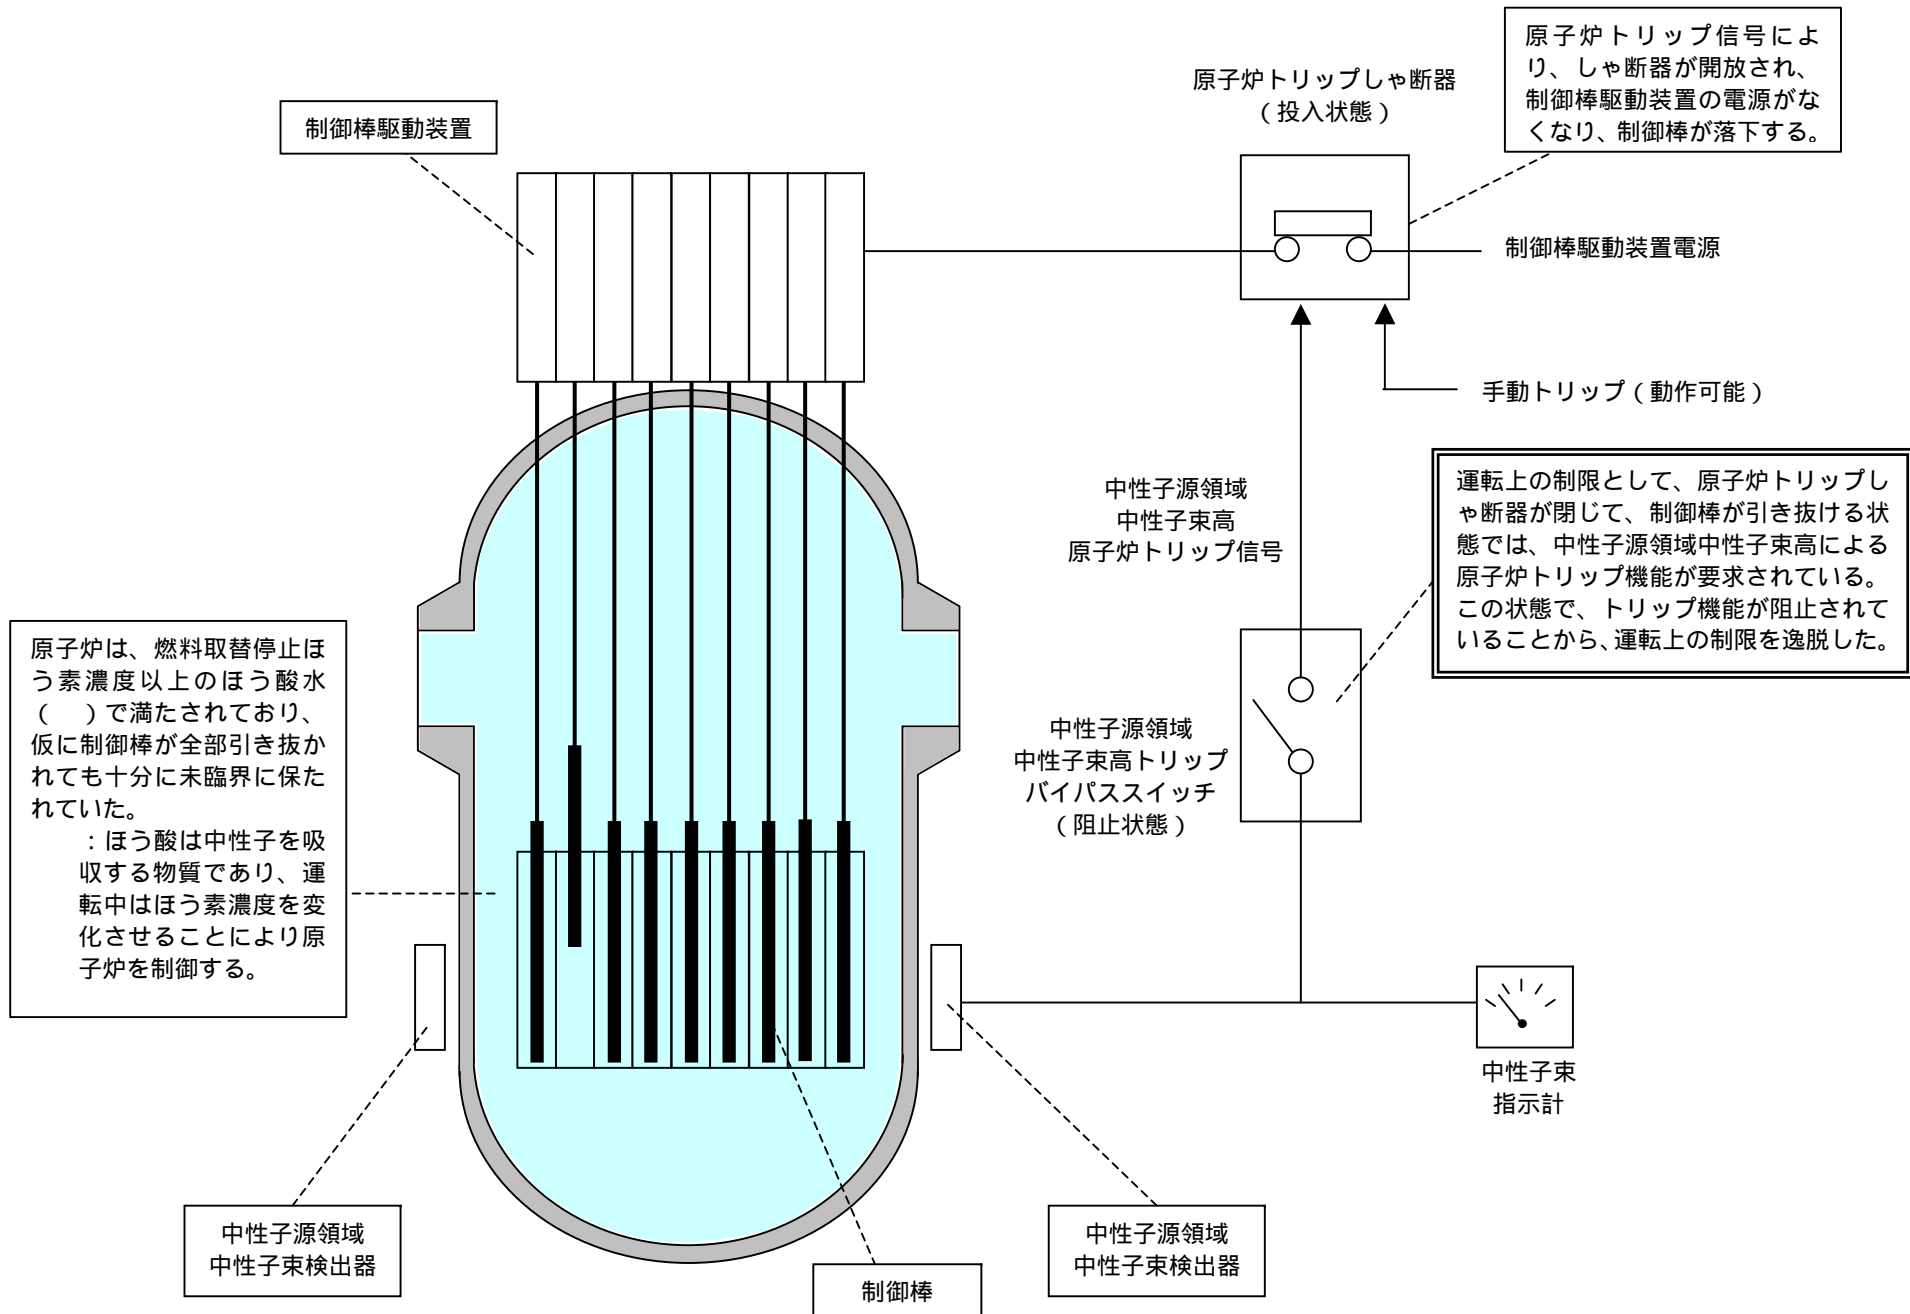 原子炉トリップ信号によ
り、しゃ断器が開放され、
制御棒駆動装置の電源がな
くなり、制御棒が落下する。
原子炉トリップしゃ断器
（投入状態）
制御棒駆動装置
制御棒駆動装置電源
手動トリップ（動作可能）
中性子源領域
中性子束高
原子炉トリップ信号
運転上の制限として、原子炉トリップし
ゃ断器が閉じて、制御棒が引き抜ける状
態では、中性子源領域中性子束高による
原子炉トリップ機能が要求されている。
この状態で、トリップ機能が阻止されて
いることから、運転上の制限を逸脱した。
原子炉は、燃料取替停止ほ
う素濃度以上のほう酸水
（　）で満たされており、
仮に制御棒が全部引き抜か
れても十分に未臨界に保た
れていた。
：ほう酸は中性子を吸
収する物質であり、運
転中はほう素濃度を変
化させることにより原
子炉を制御する。
中性子源領域
中性子束高トリップ
バイパススイッチ
（阻止状態）
中性子束
指示計
中性子源領域
中性子束検出器
制御棒
中性子源領域
中性子束検出器